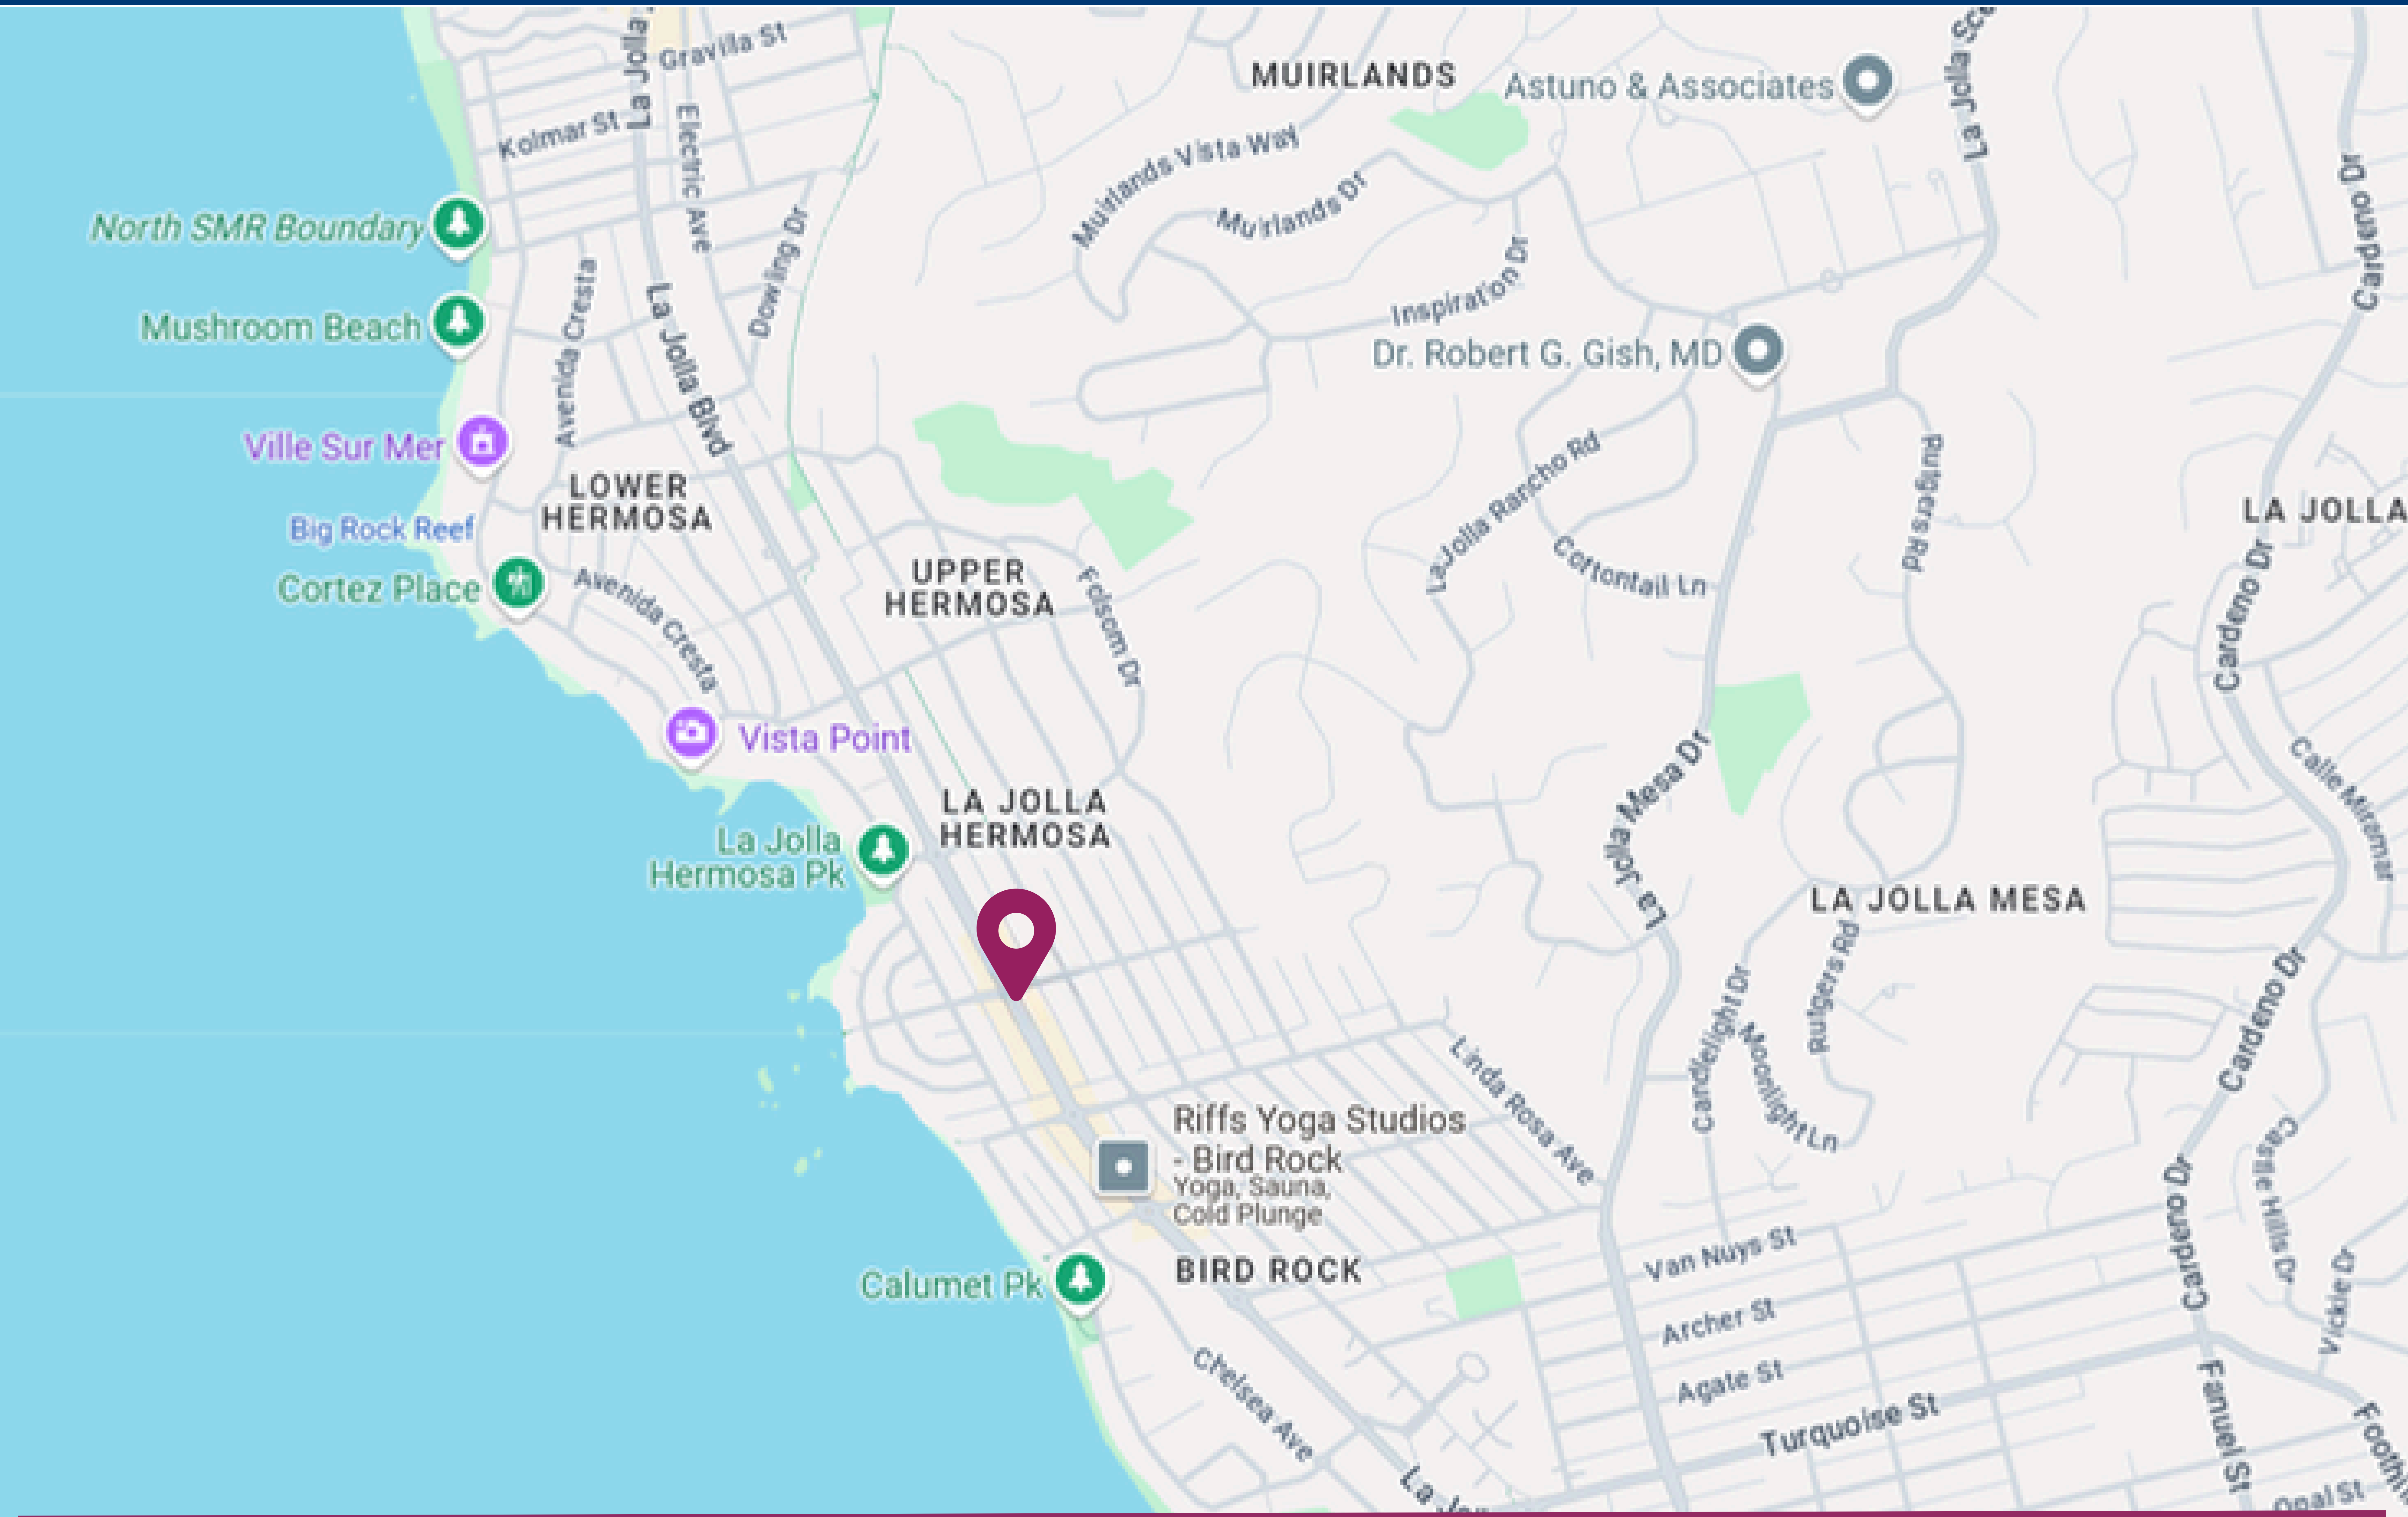 La Jolla
Gravilla St
MUIRLANDS
Astuno & Associates
La Jolla Sce
Kolmar St
Electric Ave
Muirlands Vista Way
Muirlands Dr
Cardeno Dr
North SMR Boundary
Dowling Dr
Inspiration Dr
Mushroom Beach
Avenida Cresta
La Jolla Blvd
Dr. Robert G. Gish, MD
Ville Sur Mer
La Jolla Rancho Rd
Rutgers Rd
LOWER
HERMOSA
LA JOLLA
Big Rock Reef
Cottontail Ln
Cardeno Dr
Cortez Place
Avenida Cresta
UPPER
HERMOSA
Folsom Dr
Vista Point
La Jolla Mesa Dr
Calle Miramar
LA JOLLA
HERMOSA
La Jolla
Hermosa Pk
LA JOLLA MESA
Rutgers Rd
Cardeno Dr
Candlelight Dr
Moonlight Ln
Linda Rosa Ave
Riffs Yoga Studios
- Bird Rock
Yoga, Sauna,
Cold Plunge
Castle Hills Dr
Cardeno Dr
Van Nuys St
BIRD ROCK
Calumet Pk
Vickie Dr
Archer St
Chelsea Ave
Agate St
Turquoise St
Fanuel St
Opal St